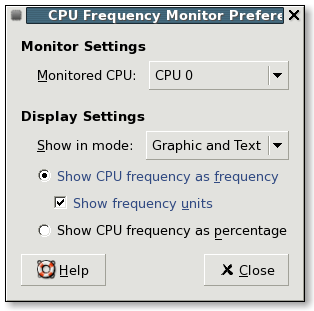 CPU Frequency Monitor Prefere
Monitor Settings
Monitored CPU: CPU 0
Display Settings
Show in mode: Graphic and Text
Show CPU frequency as frequency
Show frequency units
Show CPU frequency as percentage
Help Close